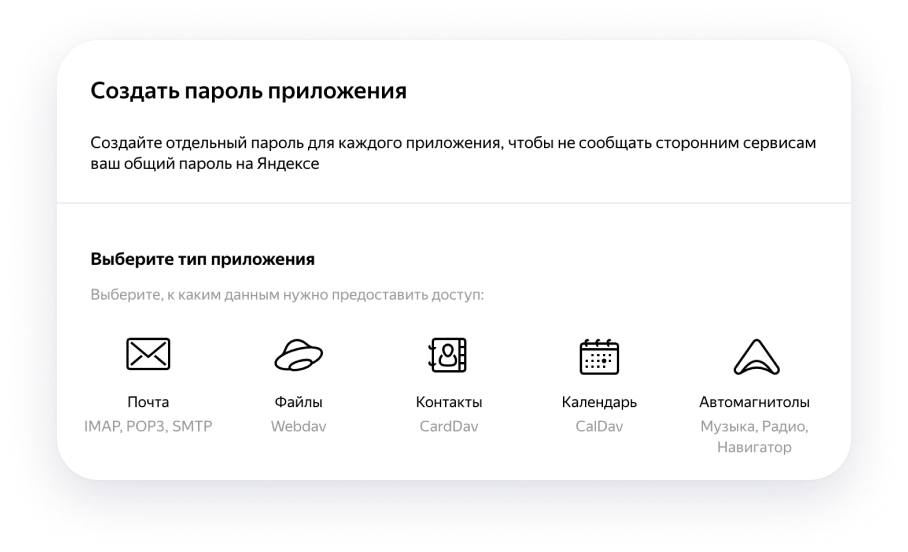 Создать пароль приложения
Создайте отдельный пароль для каждого приложения, чтобы не сообщать сторонним сервисам
ваш общий пароль на Яндексе
Выберите тип приложения
Выберите, к каким данным нужно предоставить доступ:
Почта
IMAP, POP3, SMTP
Файлы
Webdav
Контакты
CardDav
Календарь
CalDav
Автомагнитолы
Музыка, Радио,
Навигатор